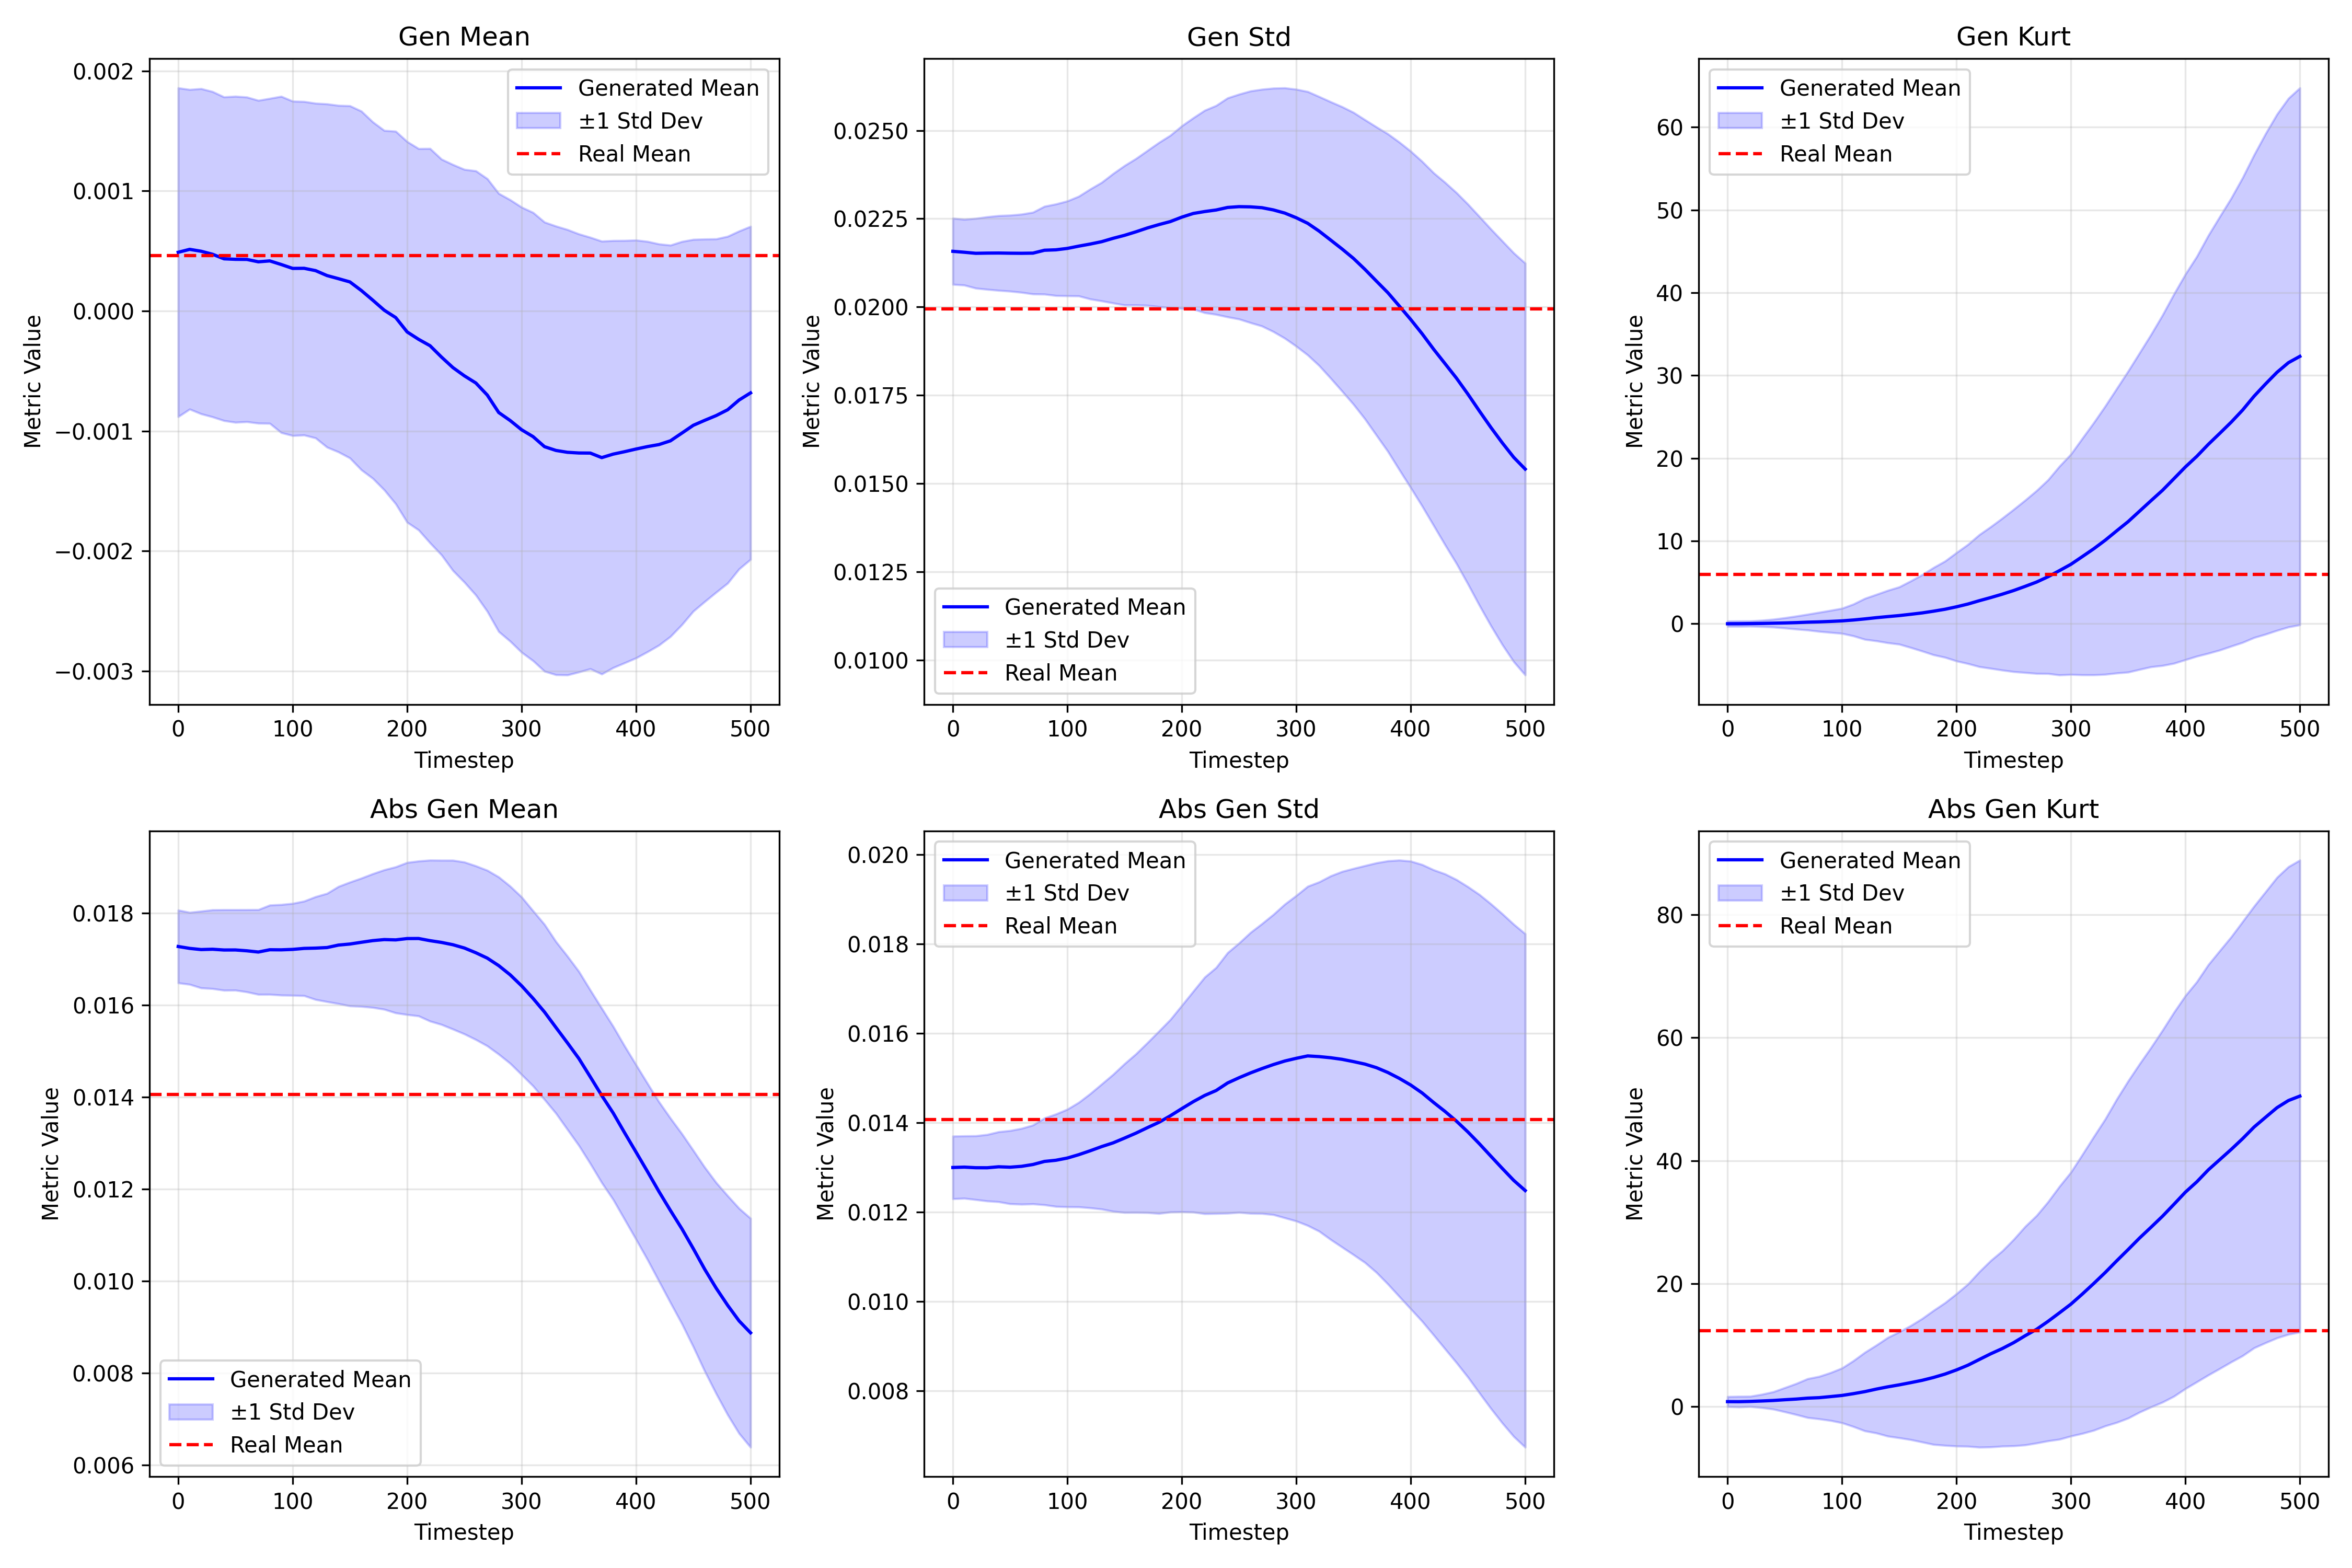 Gen Mean
0.002
0.001
0.000
−0.001
−0.002
−0.003
Metric Value
Generated Mean
±1 Std Dev
Real Mean
0 100 200 300 400 500
Timestep
Gen Std
0.0250
0.0225
0.0200
0.0175
0.0150
0.0125
0.0100
Metric Value
Generated Mean
±1 Std Dev
Real Mean
0 100 200 300 400 500
Timestep
Gen Kurt
60
50
40
30
20
10
0
Metric Value
Generated Mean
±1 Std Dev
Real Mean
0 100 200 300 400 500
Timestep
Abs Gen Mean
0.018
0.016
0.014
0.012
0.010
0.008
0.006
Metric Value
Generated Mean
±1 Std Dev
Real Mean
0 100 200 300 400 500
Timestep
Abs Gen Std
0.020
0.018
0.016
0.014
0.012
0.010
0.008
Metric Value
Generated Mean
±1 Std Dev
Real Mean
0 100 200 300 400 500
Timestep
Abs Gen Kurt
80
60
40
20
0
Metric Value
Generated Mean
±1 Std Dev
Real Mean
0 100 200 300 400 500
Timestep